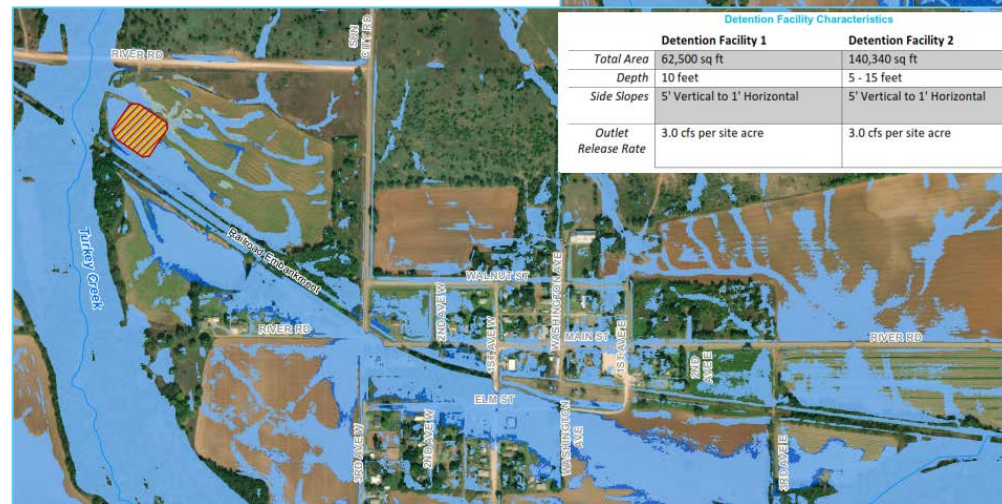 Detention Facility Characteristics
Detention Facility 1 Detention Facility 2
Total Area 62,500 sq ft 140,340 sq ft
Depth 10 feet 5 - 15 feet
Side Slopes 5' Vertical to 1' Horizontal 5' Vertical to 1' Horizontal
Outlet Release Rate 3.0 cfs per site acre 3.0 cfs per site acre
RIVER RD
SUN
CITY RD
Turkey Creek
Railroad Embankment
WALNUT ST
2ND AVE W
1ST AVE W
WASHINGTON AVE
1ST AVE E
RIVER RD
MAIN ST
RIVER RD
2ND
AVE E
ELM ST
3RD AVE W
2ND AVE W
WASHINGTON
AVE
3RD AVE E